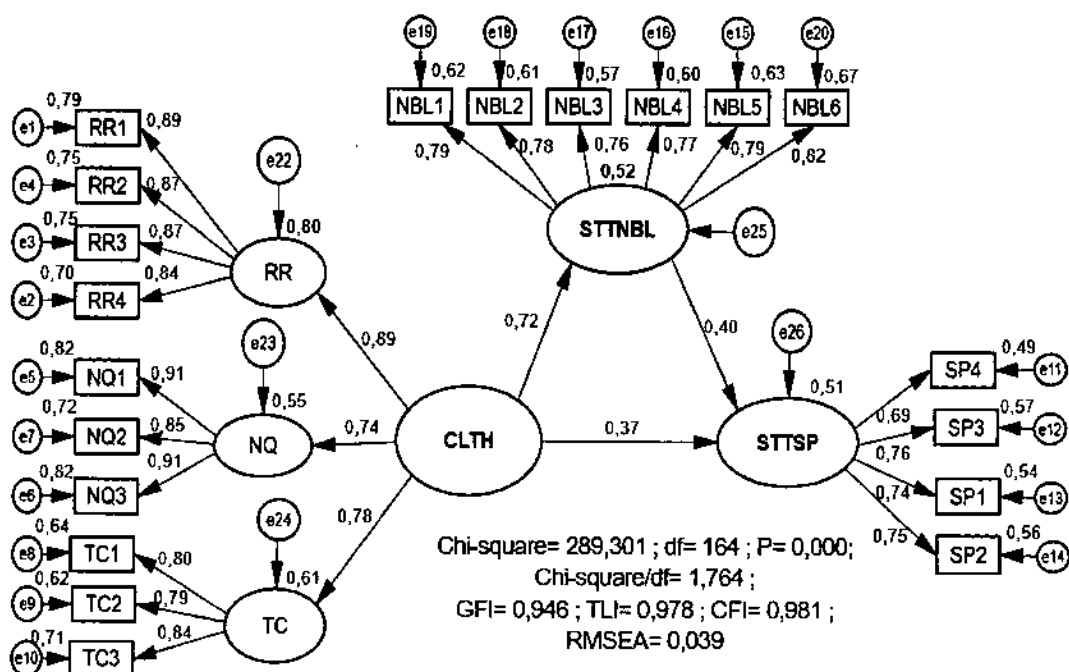 e19 e18 e17 e16 e15 e20
0,62 0,61 0,57 0,60 0,63 0,67
NBL1 NBL2 NBL3 NBL4 NBL5 NBL6
0,79 0,78 0,76 0,77 0,79 0,82
0,52
STTNBL
e25
0,79
e1 RR1 0,89
0,75
e4 RR2 0,87
0,75
e3 RR3 0,87
0,70
e2 RR4 0,84
e22
0,80
RR
0,89
0,72
0,40
0,82
e5 NQ1 0,91
0,72
e7 NQ2 0,85
0,82
e6 NQ3 0,91
e23
0,55
NQ
0,74
CLTH
0,37
e26
0,51
STTSP
0,49
SP4 e11
0,69
0,57
SP3 e12
0,76
0,54
SP1 e13
0,74
0,56
SP2 e14
0,75
0,78
0,64
e8 TC1 0,80
0,62
e9 TC2 0,79
0,71
e10 TC3 0,84
e24
0,61
TC
Chi-square= 289,301 ; df= 164 ; P= 0,000;
Chi-square/df= 1,764 ;
GFI= 0,946 ; TLI= 0,978 ; CFI= 0,981 ;
RMSEA= 0,039